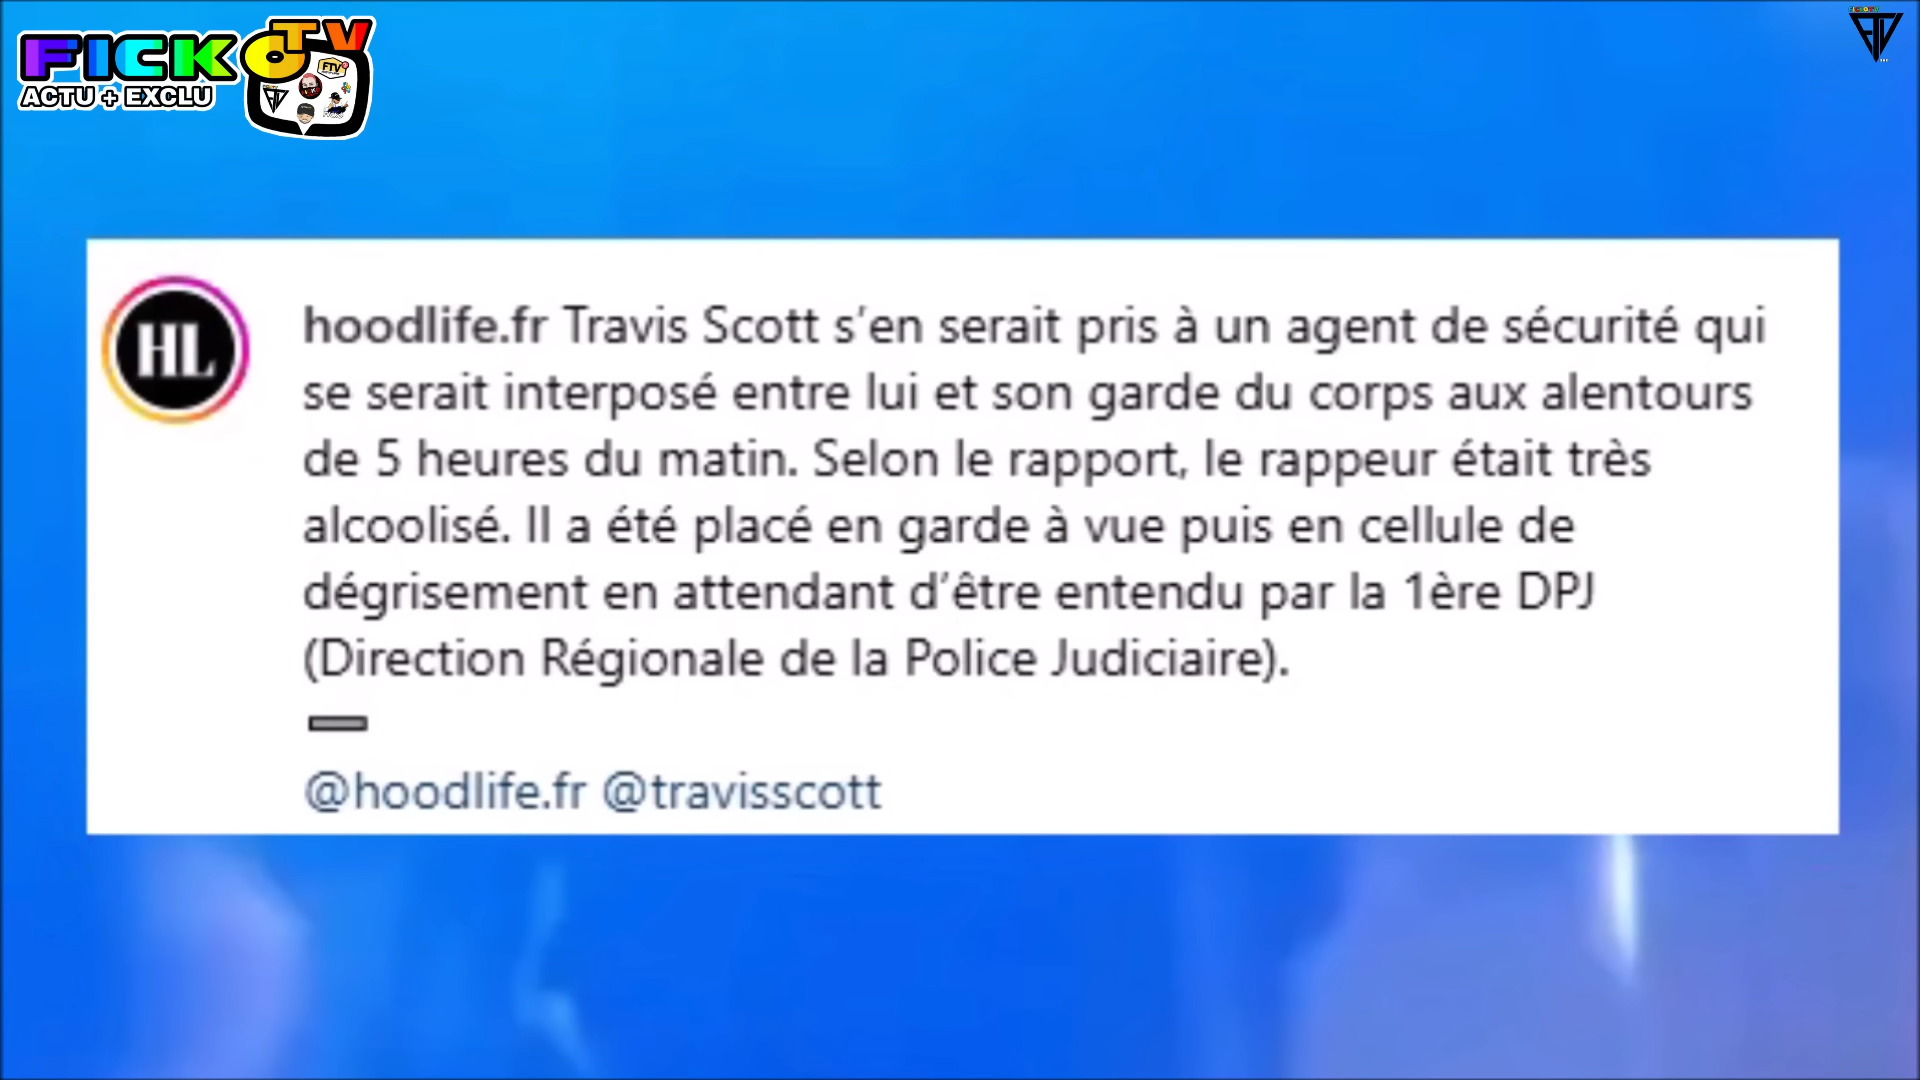 FICKO TV
ACTU + EXCLU
FTV
HL
hoodlife.fr Travis Scott s’en serait pris à un agent de sécurité qui
se serait interposé entre lui et son garde du corps aux alentours
de 5 heures du matin. Selon le rapport, le rappeur était très
alcoolisé. Il a été placé en garde à vue puis en cellule de
dégrisement en attendant d’être entendu par la 1ère DPJ
(Direction Régionale de la Police Judiciaire).
@hoodlife.fr @travisscott